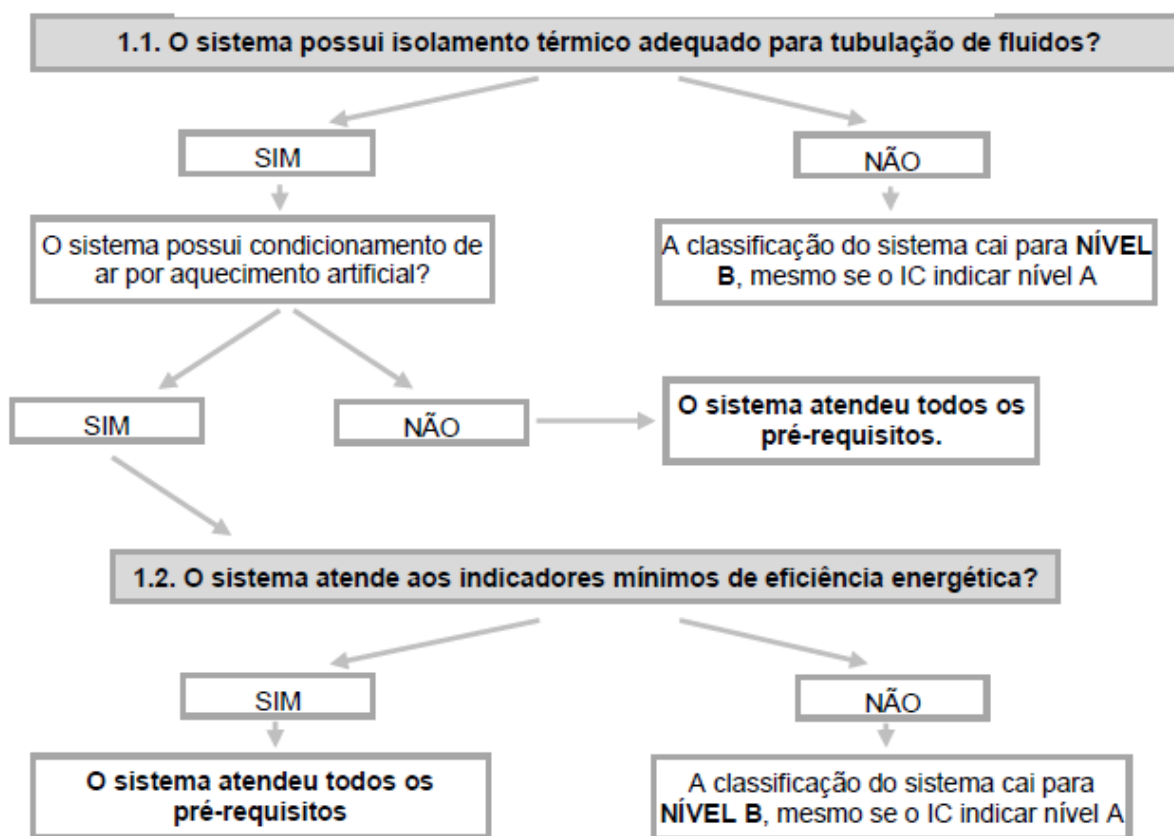 1.1. O sistema possui isolamento térmico adequado para tubulação de fluidos?
SIM
NÃO
O sistema possui condicionamento de
ar por aquecimento artificial?
A classificação do sistema cai para NÍVEL
B, mesmo se o IC indicar nível A
SIM
NÃO
O sistema atendeu todos os
pré-requisitos.
1.2. O sistema atende aos indicadores mínimos de eficiência energética?
SIM
NÃO
O sistema atendeu todos os
pré-requisitos
A classificação do sistema cai para
NÍVEL B, mesmo se o IC indicar nível A